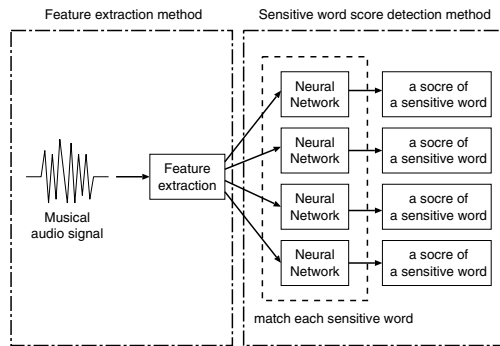 Feature extraction method
Sensitive word score detection method
Musical
audio signal
Feature
extraction
Neural
Network
a socre of
a sensitive word
Neural
Network
a socre of
a sensitive word
Neural
Network
a socre of
a sensitive word
Neural
Network
a socre of
a sensitive word
match each sensitive word